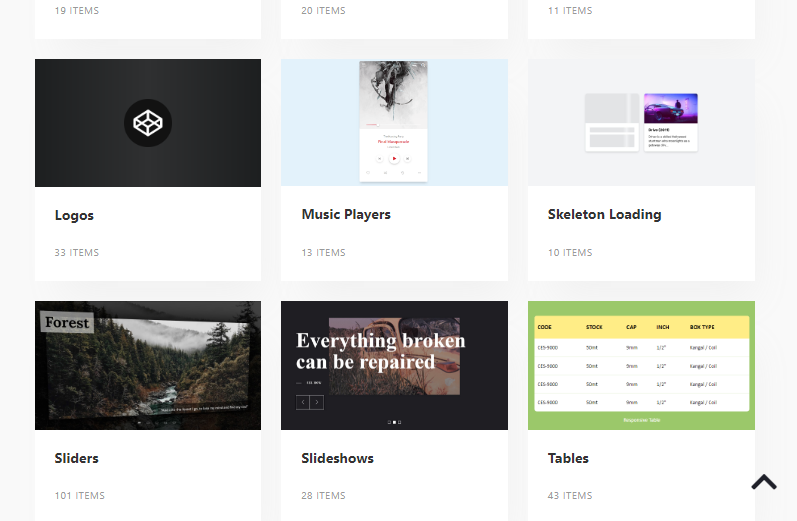 19 ITEMS
20 ITEMS
11 ITEMS
Logos
33 ITEMS
Music Players
13 ITEMS
Drive (2011)
Skeleton Loading
10 ITEMS
Forest
Sliders
101 ITEMS
Everything broken
can be repaired
Slideshows
28 ITEMS
CODE STOCK CAP INCH BOX TYPE
CES-9000 50mt 9mm 1/2" Kangal / Coil
CES-9000 50mt 9mm 1/2" Kangal / Coil
CES-9000 50mt 9mm 1/2" Kangal / Coil
CES-9000 50mt 9mm 1/2" Kangal / Coil
Responsive Table
Tables
43 ITEMS